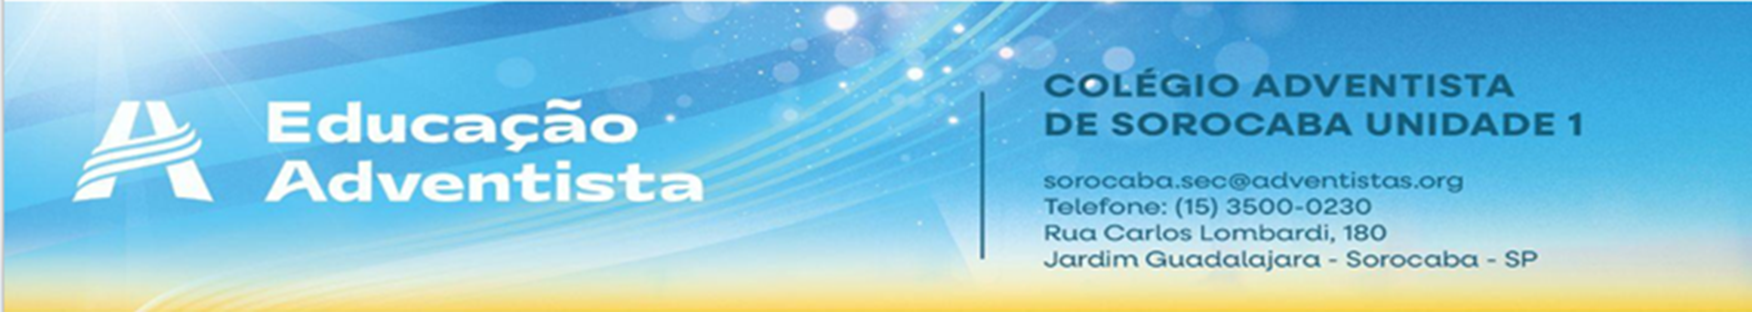 Educação
Adventista
COLÉGIO ADVENTISTA
DE SOROCABA UNIDADE 1
sorocaba.sec@adventistas.org
Telefone: (15) 3500-0230
Rua Carlos Lombardi, 180
Jardim Guadalajara - Sorocaba - SP